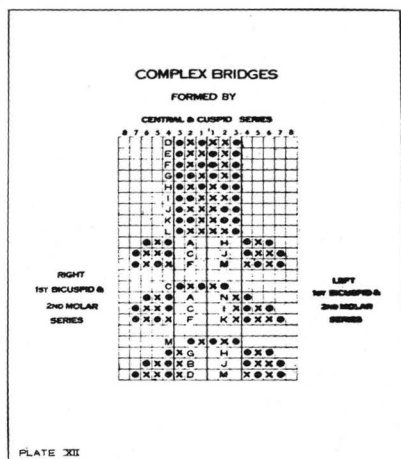 COMPLEX BRIDGES
FORMED BY
CENTRAL & CUSPID SERIES
8 7 6 5 4 3 2 1 1 2 3 4 5 6 7 8
D
E
F
G
H
I
J
K
L
A H
C J
F M
C
A N
C I
F K
M
G H
B J
D M
RIGHT
1ST BICUSPID &
2ND MOLAR
SERIES
LEFT
1ST BICUSPID &
2ND MOLAR
SERIES
PLATE XII